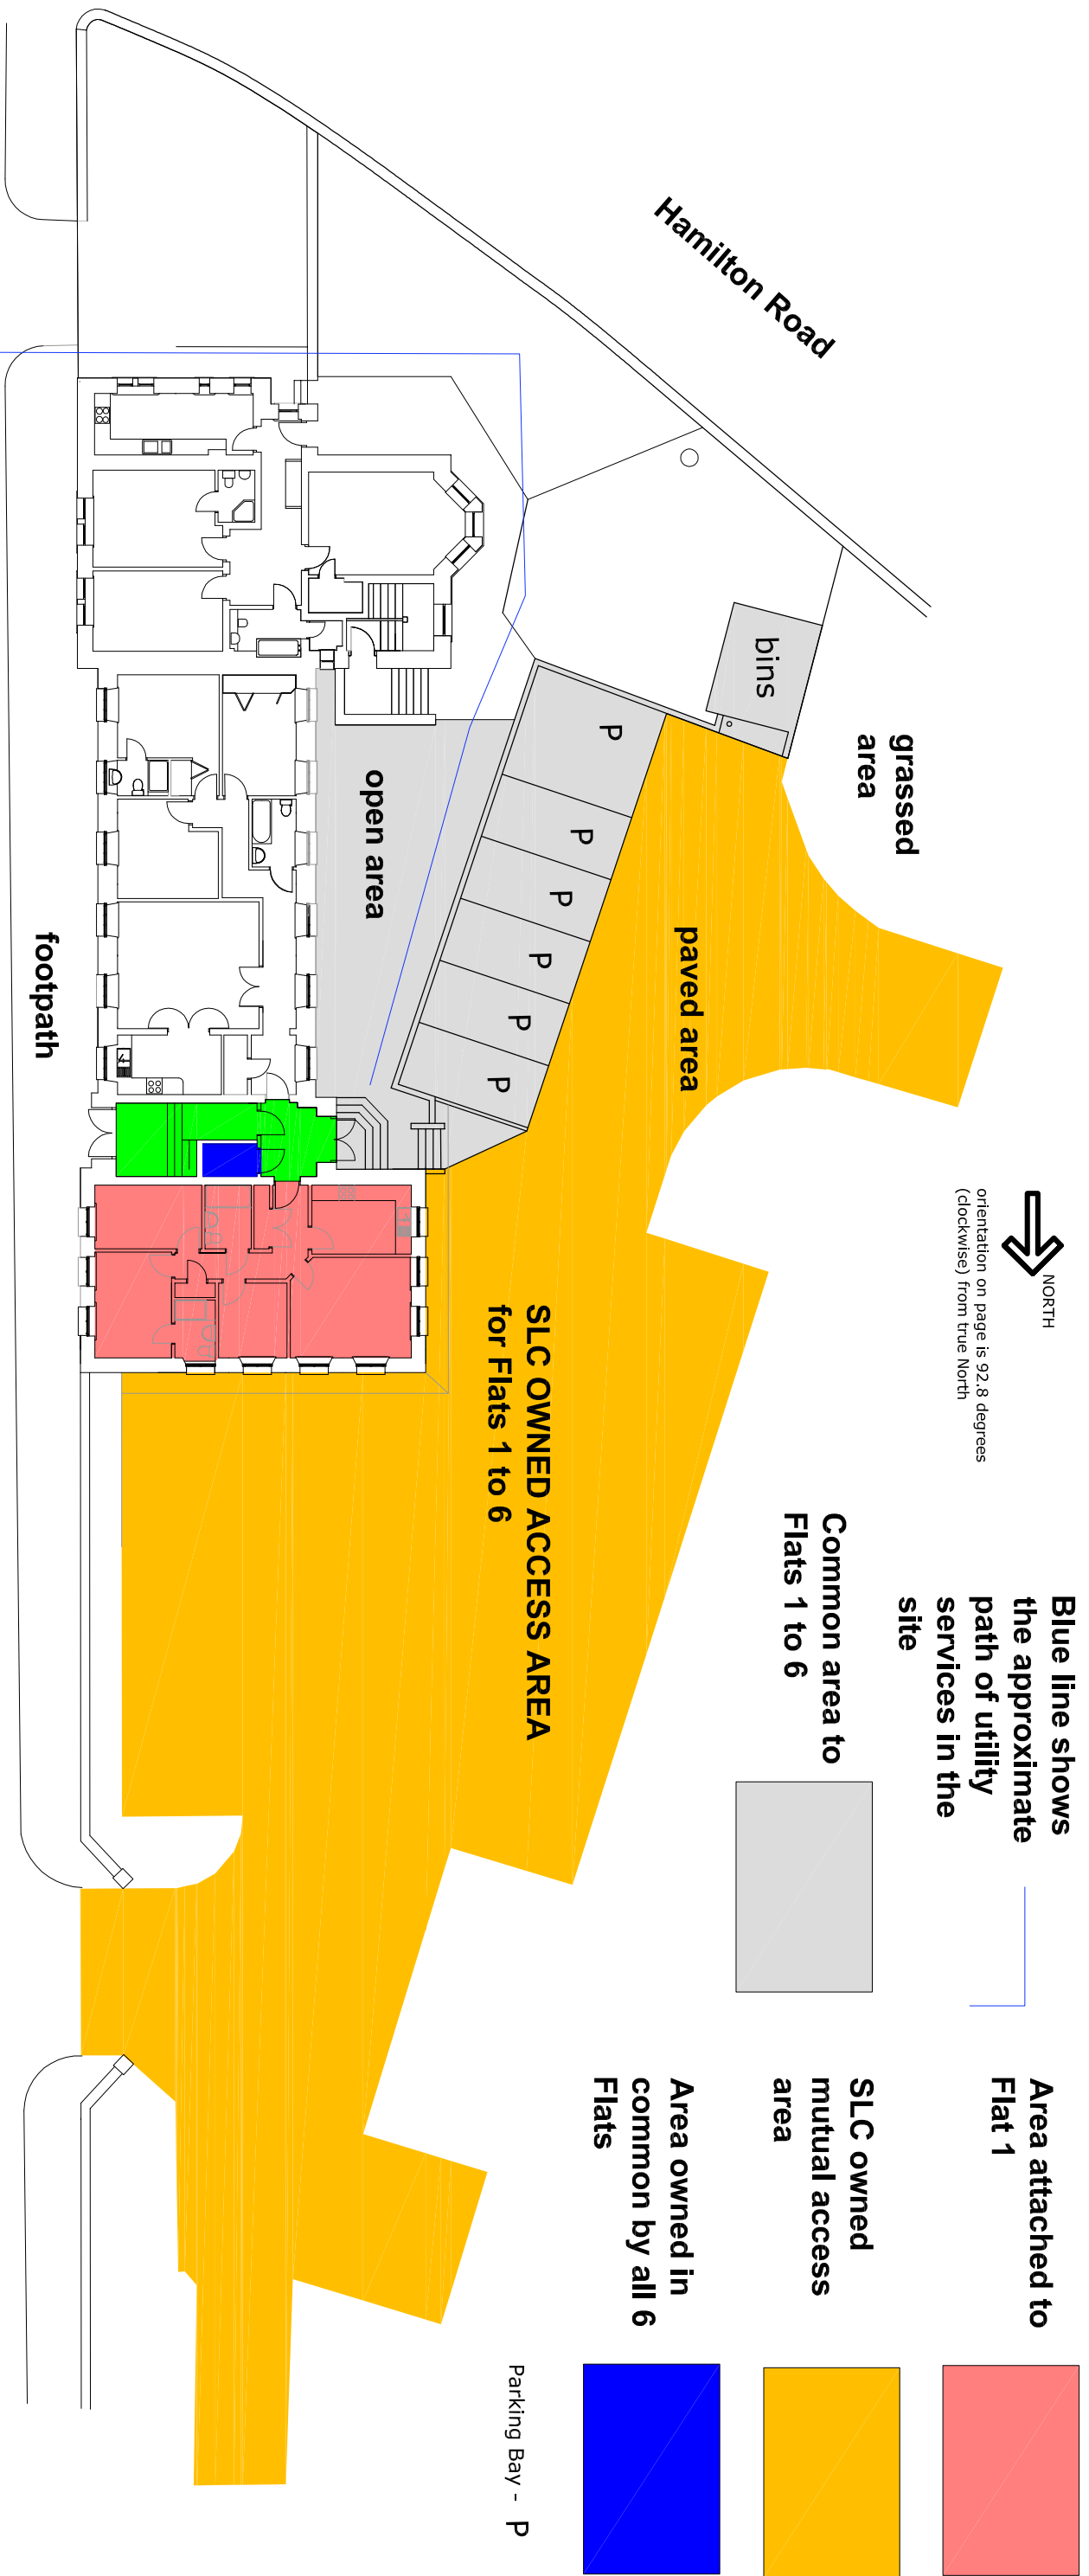 Hamilton Road
bins
grassed
area
P
P
P
P
P
P
open area
paved area
footpath
NORTH
orientation on page is 92.8 degrees
(clockwise) from true North
SLC OWNED ACCESS AREA
for Flats 1 to 6
Blue line shows
the approximate
path of utility
services in the
site
Common area to
Flats 1 to 6
Area attached to
Flat 1
SLC owned
mutual access
area
Area owned in
common by all 6
Flats
Parking Bay - P